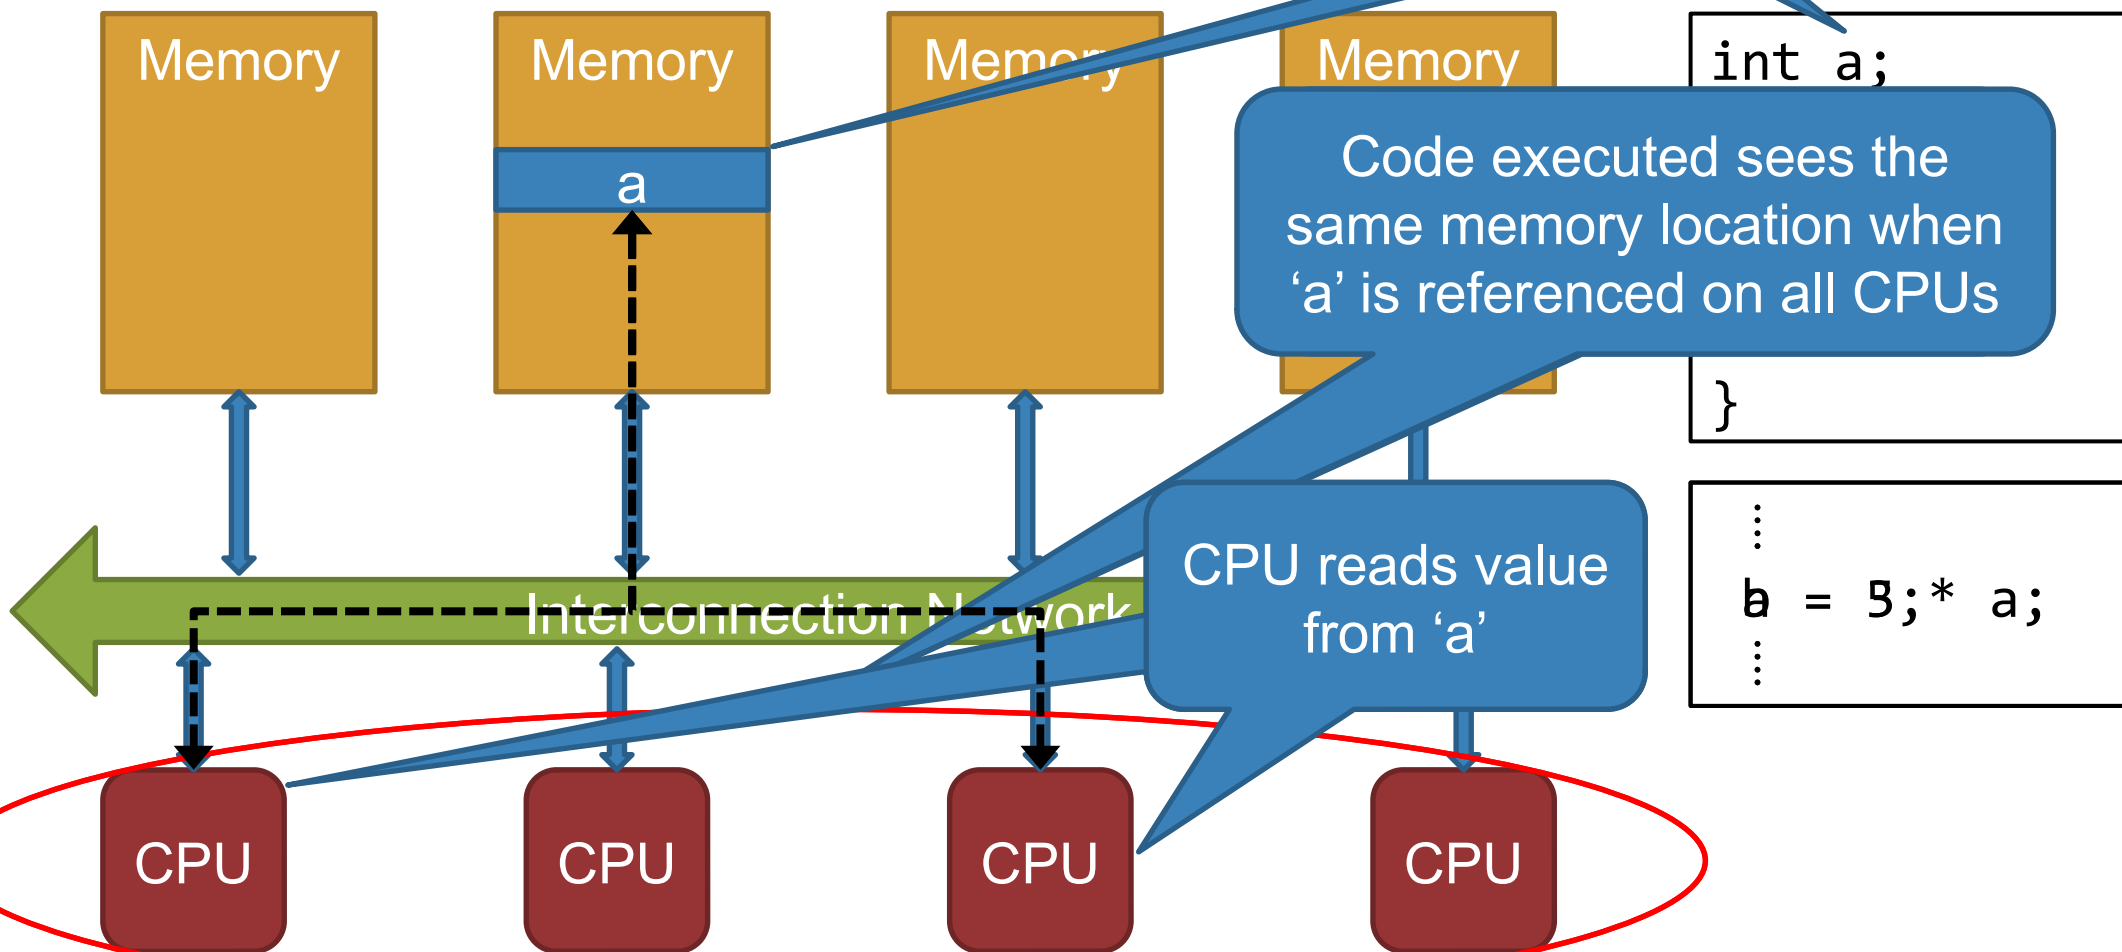 Memory
Memory
Memory
Memory
a
int a;
Code executed sees the
same memory location when
‘a’ is referenced on all CPUs
}
Interconnection Network
CPU reads value
from ‘a’
= ;* a;
CPU
CPU
CPU
CPU